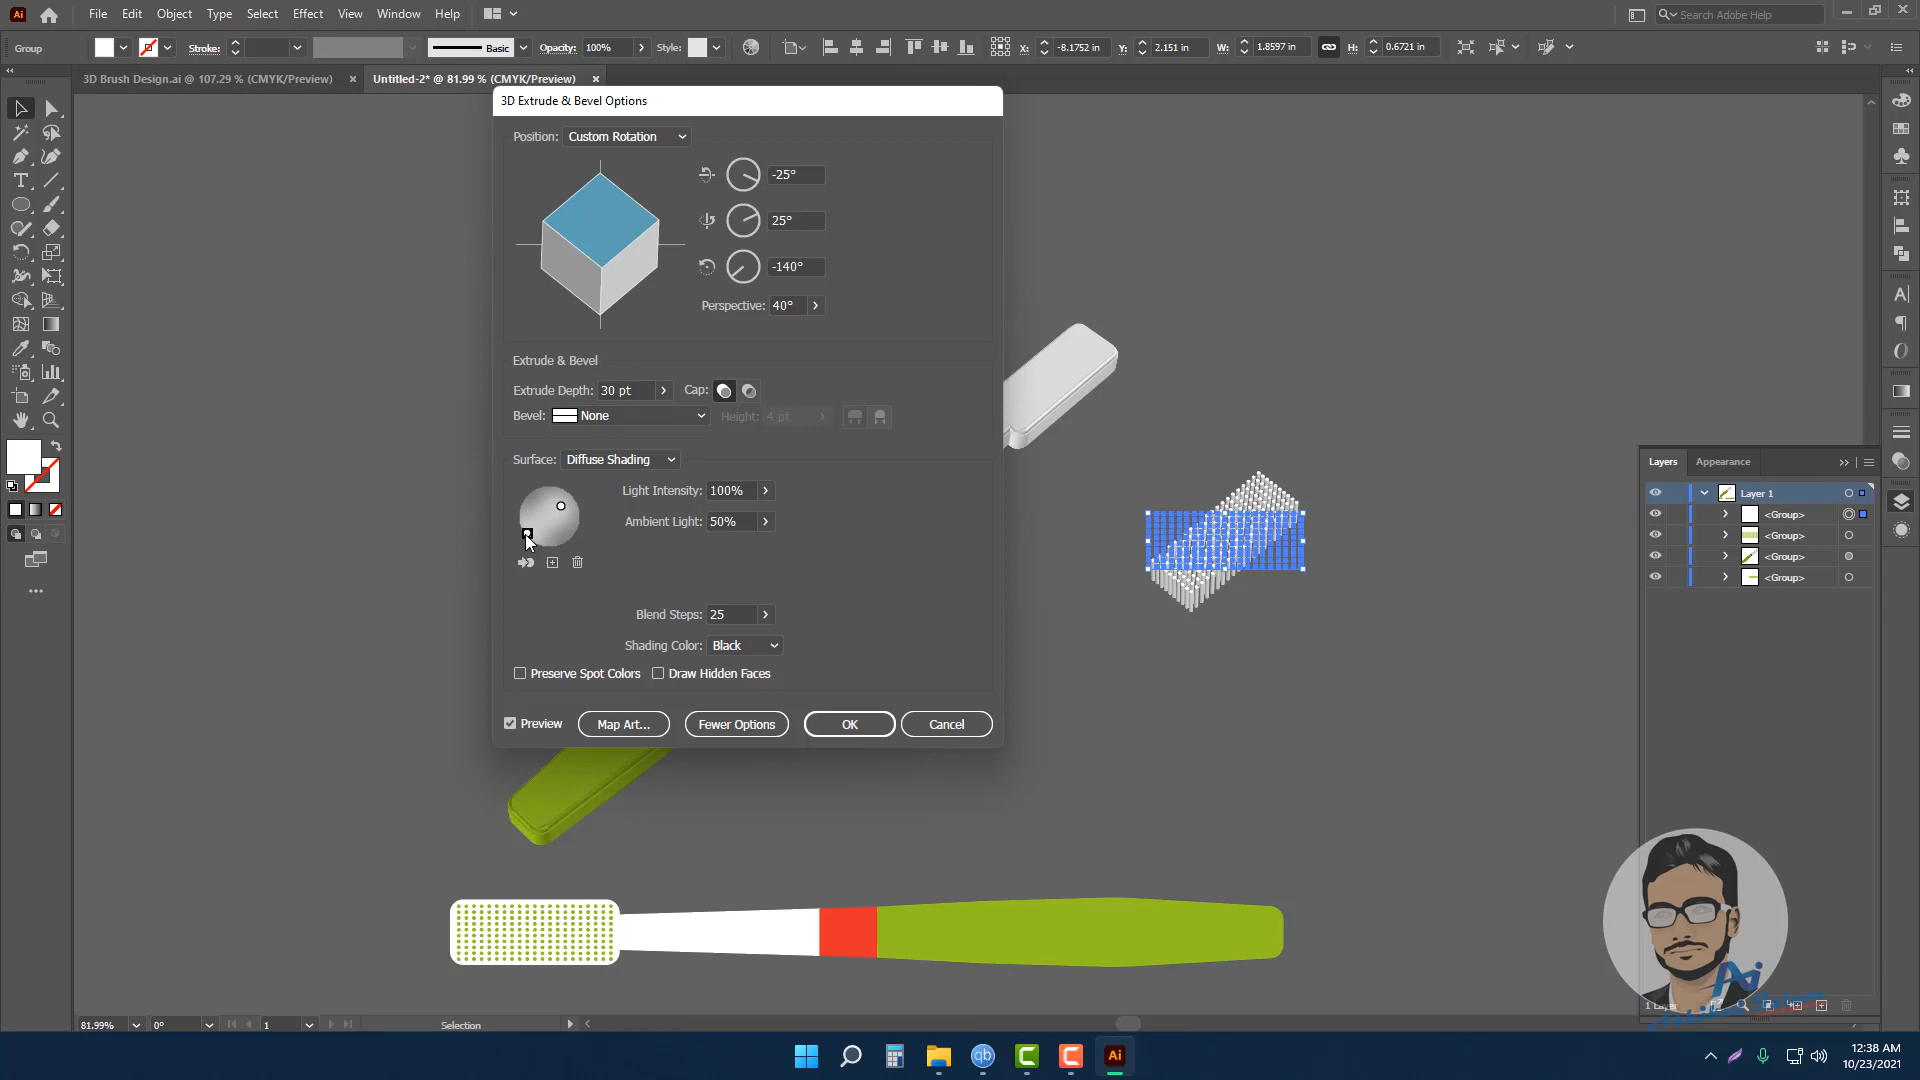 Ai File Edit Object Type Select Effect View Window Help Search Adobe Help
Group Stroke: Basic Opacity: 100% Style: X: -8.1752 in Y: 2.151 in W: 1.8597 in H: 0.6721 in
3D Brush Design.ai @ 107.29 % (CMYK/Preview) × Untitled-2* @ 81.99 % (CMYK/Preview) ×
3D Extrude & Bevel Options
Position: Custom Rotation
-25°
25°
-140°
Perspective: 40°
Extrude & Bevel
Extrude Depth: 30 pt Cap:
Bevel: None Height: 4 pt
Surface: Diffuse Shading
Light Intensity: 100%
Ambient Light: 50%
Blend Steps: 25
Shading Color: Black
Preserve Spot Colors Draw Hidden Faces
Preview Map Art... Fewer Options OK Cancel
Layers Appearance
Layer 1
<Group>
<Group>
<Group>
<Group>
1 Layer
81.99% 0° 1 Selection
qb C C Ai
12:38 AM
10/23/2021